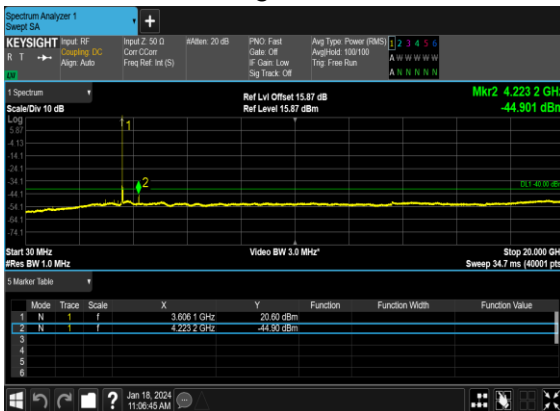 Spectrum Analyzer 1
Swept SA
KEYSIGHT
R T
Input: RF
Coupling: DC
Align: Auto
Input Z: 50 Ω
Corr CCorr
Freq Ref: Int (S)
#Atten: 20 dB
PNO: Fast
Gate: Off
IF Gain: Low
Sig Track: Off
Avg Type: Power (RMS)
Avg|Hold: 100/100
Trig: Free Run
1 2 3 4 5 6
A W W W W W
A N N N N N
1 Spectrum
Scale/Div 10 dB
Ref Lvl Offset 15.87 dB
Ref Level 15.87 dBm
Mkr2 4.223 2 GHz
-44.901 dBm
Log
5.87
-4.13
-14.1
-24.1
-34.1
-44.1
-54.1
-64.1
-74.1
1
2
DL1 -40.00 dBm
Start 30 MHz
#Res BW 1.0 MHz
Video BW 3.0 MHz*
Stop 20.000 GHz
Sweep 34.7 ms (40001 pts)
5 Marker Table
Mode Trace Scale X Y Function Function Width Function Value
1 N 1 f 3.606 1 GHz 20.60 dBm
2 N 1 f 4.223 2 GHz -44.90 dBm
3
4
5
6
?
Jan 18, 2024
11:06:45 AM